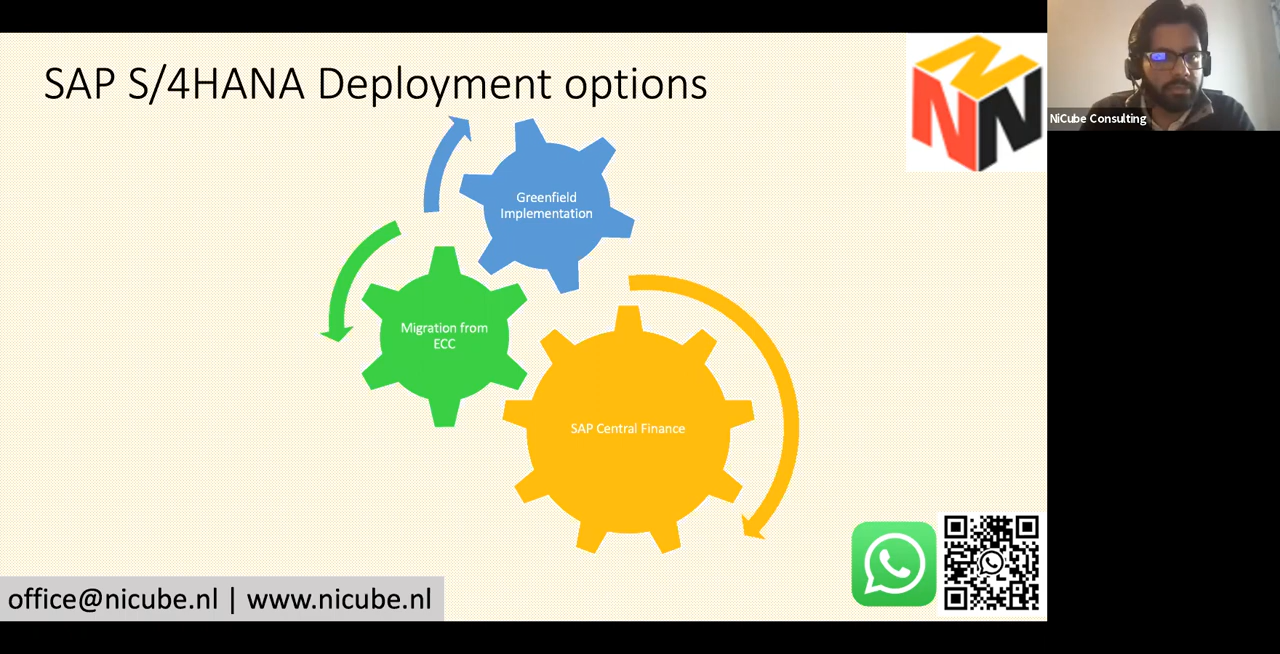 SAP S/4HANA Deployment options
NiCube Consulting
Greenfield
Implementation
Migration from
ECC
SAP Central Finance
office@nicube.nl | www.nicube.nl